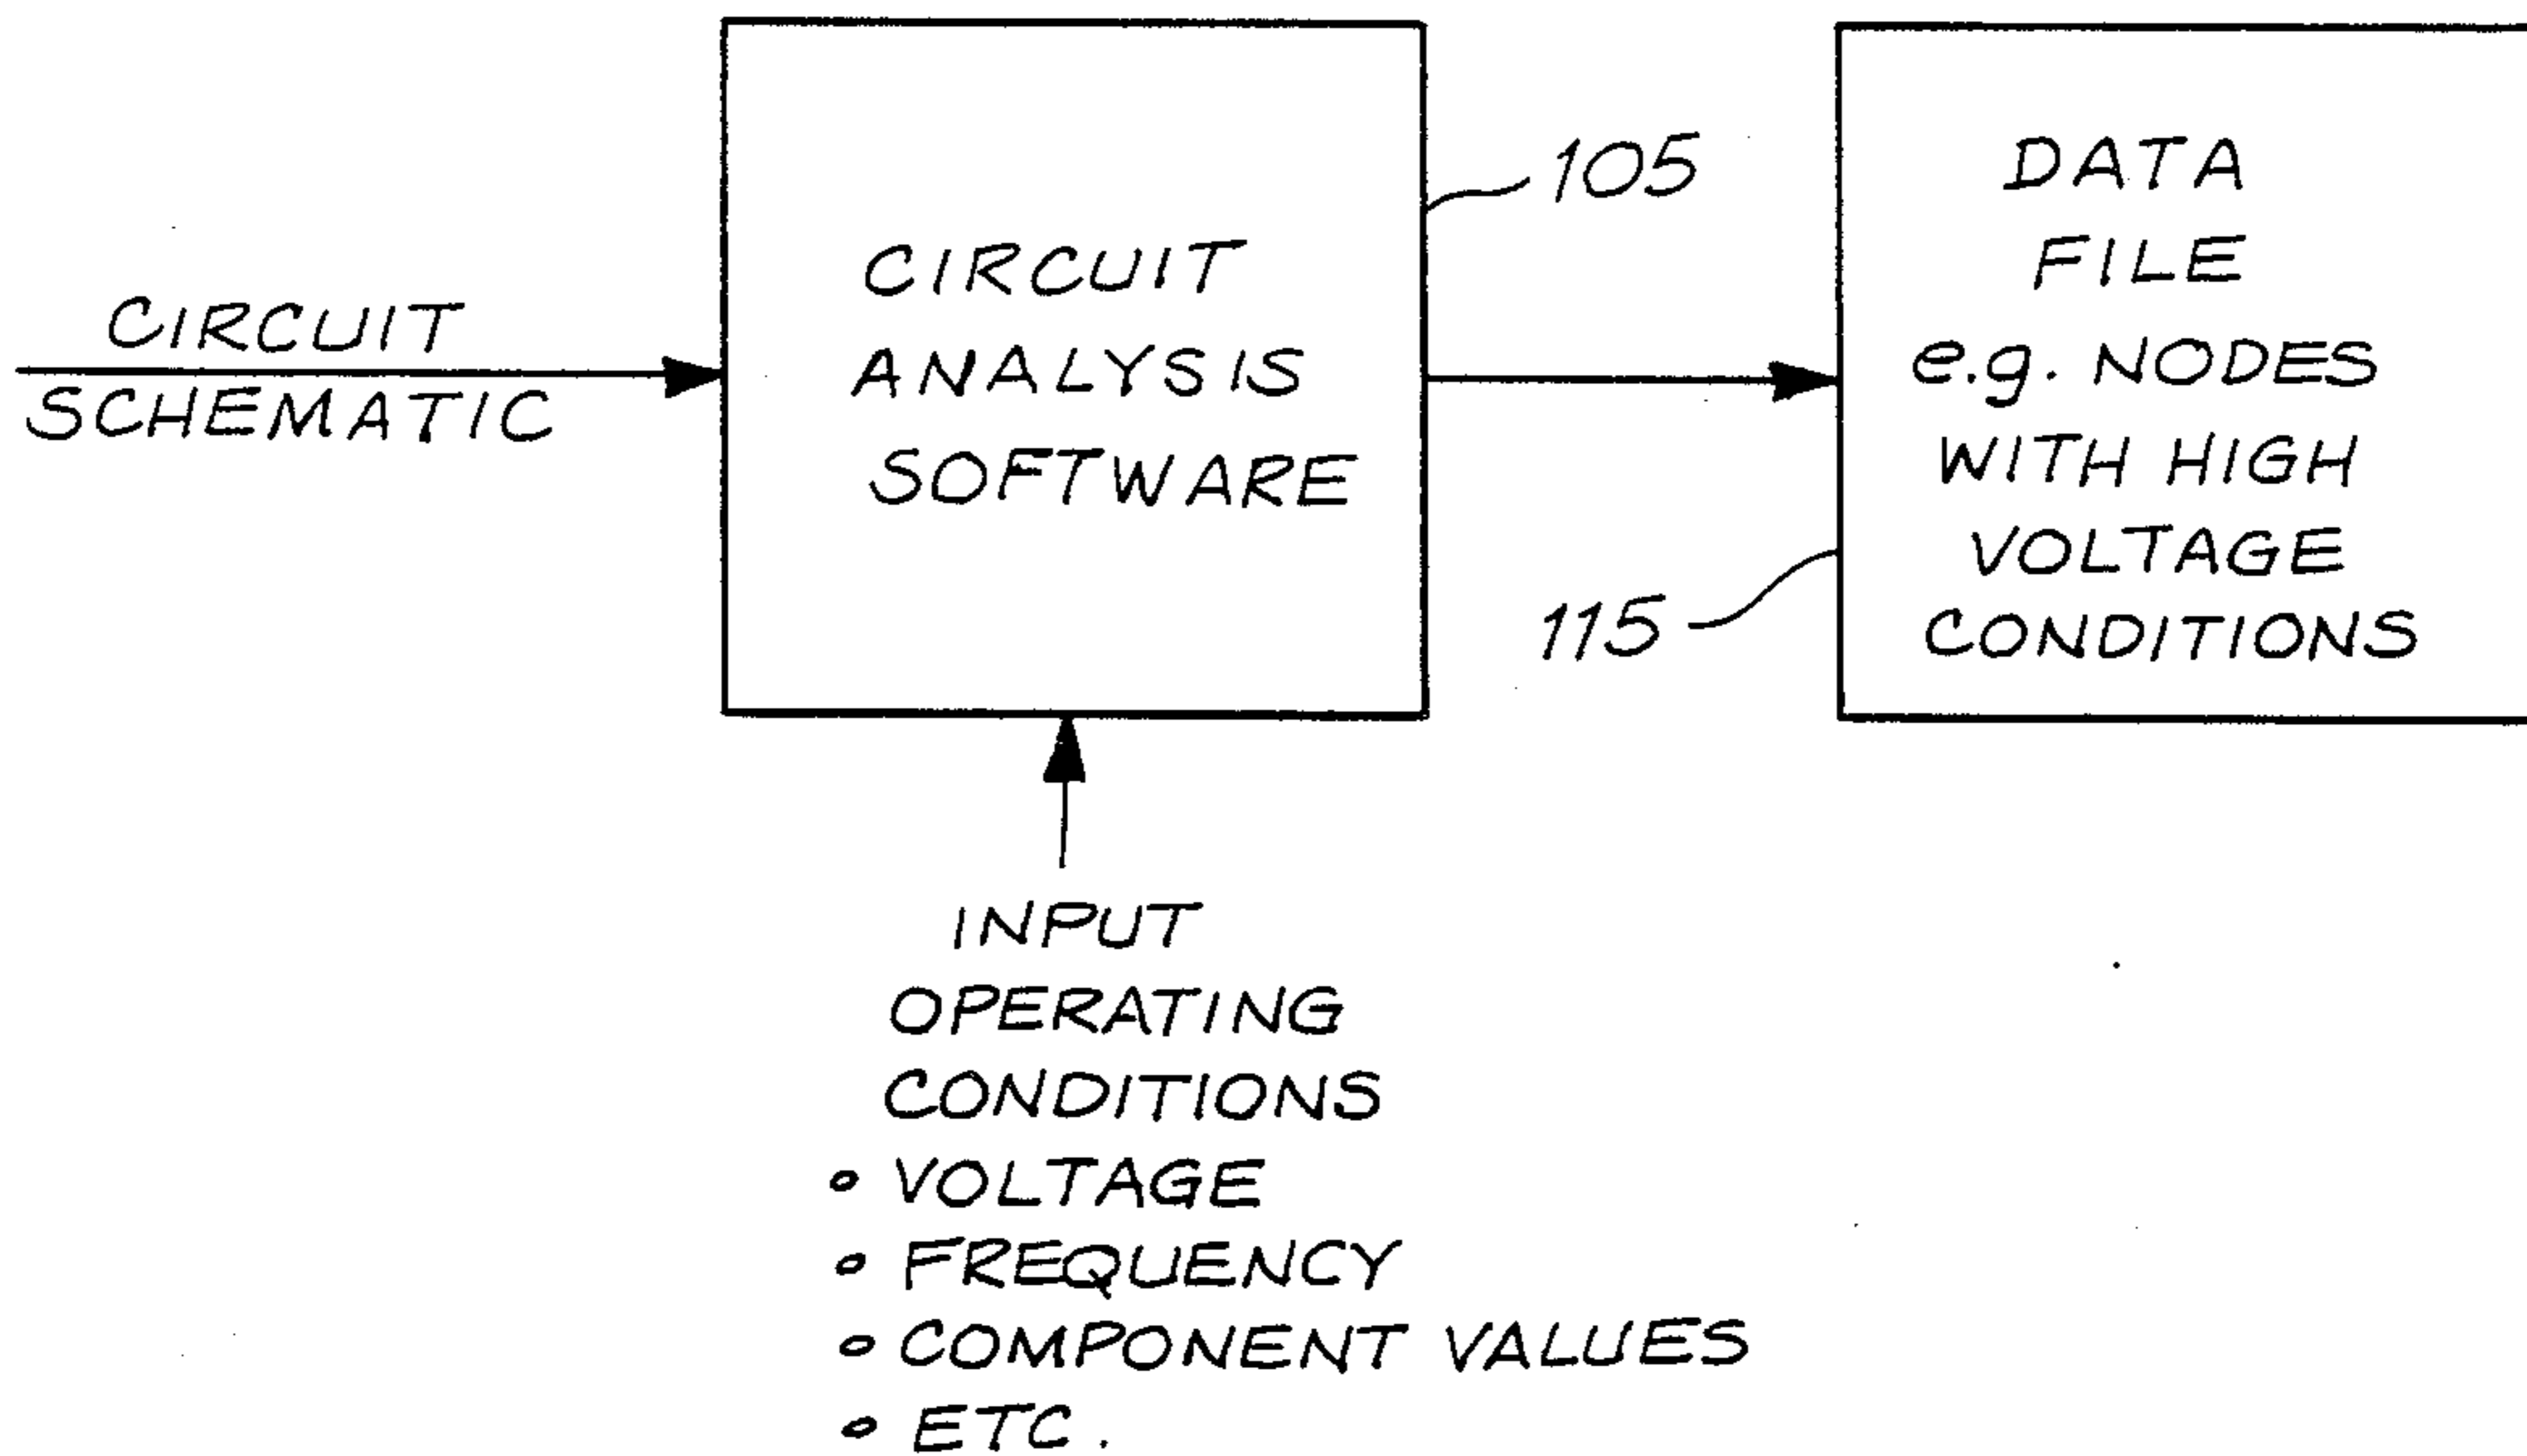 CIRCUIT
SCHEMATIC
CIRCUIT
ANALYSIS
SOFTWARE
105
DATA
FILE
e.g. NODES
WITH HIGH
VOLTAGE
CONDITIONS
115
INPUT
OPERATING
CONDITIONS
• VOLTAGE
• FREQUENCY
• COMPONENT VALUES
• ETC.